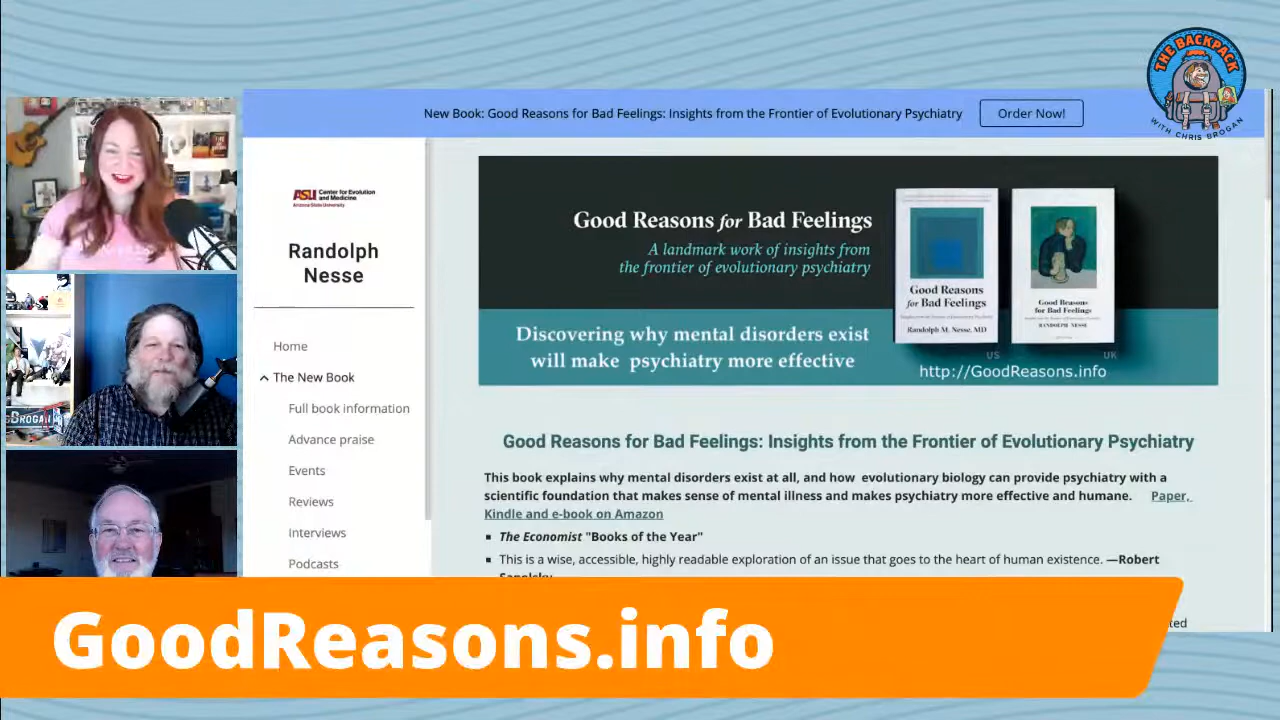 THE BACKPACK
WITH CHRIS BROGAN
New Book: Good Reasons for Bad Feelings: Insights from the Frontier of Evolutionary Psychiatry
Order Now!
ASU Center for Evolution
and Medicine
Arizona State University
Randolph
Nesse
Home
The New Book
Full book information
Advance praise
Events
Reviews
Interviews
Podcasts
Good Reasons for Bad Feelings
A landmark work of insights from
the frontier of evolutionary psychiatry
Discovering why mental disorders exist
will make psychiatry more effective
Good Reasons
for Bad Feelings
Randolph M. Nesse, MD
US
Good Reasons
for Bad Feelings
RANDOLPH NESSE
UK
http://GoodReasons.info
Good Reasons for Bad Feelings: Insights from the Frontier of Evolutionary Psychiatry
This book explains why mental disorders exist at all, and how evolutionary biology can provide psychiatry with a
scientific foundation that makes sense of mental illness and makes psychiatry more effective and humane. Paper,
Kindle and e-book on Amazon
▪ The Economist "Books of the Year"
▪ This is a wise, accessible, highly readable exploration of an issue that goes to the heart of human existence. —Robert
Sapolsky
GoodReasons.info